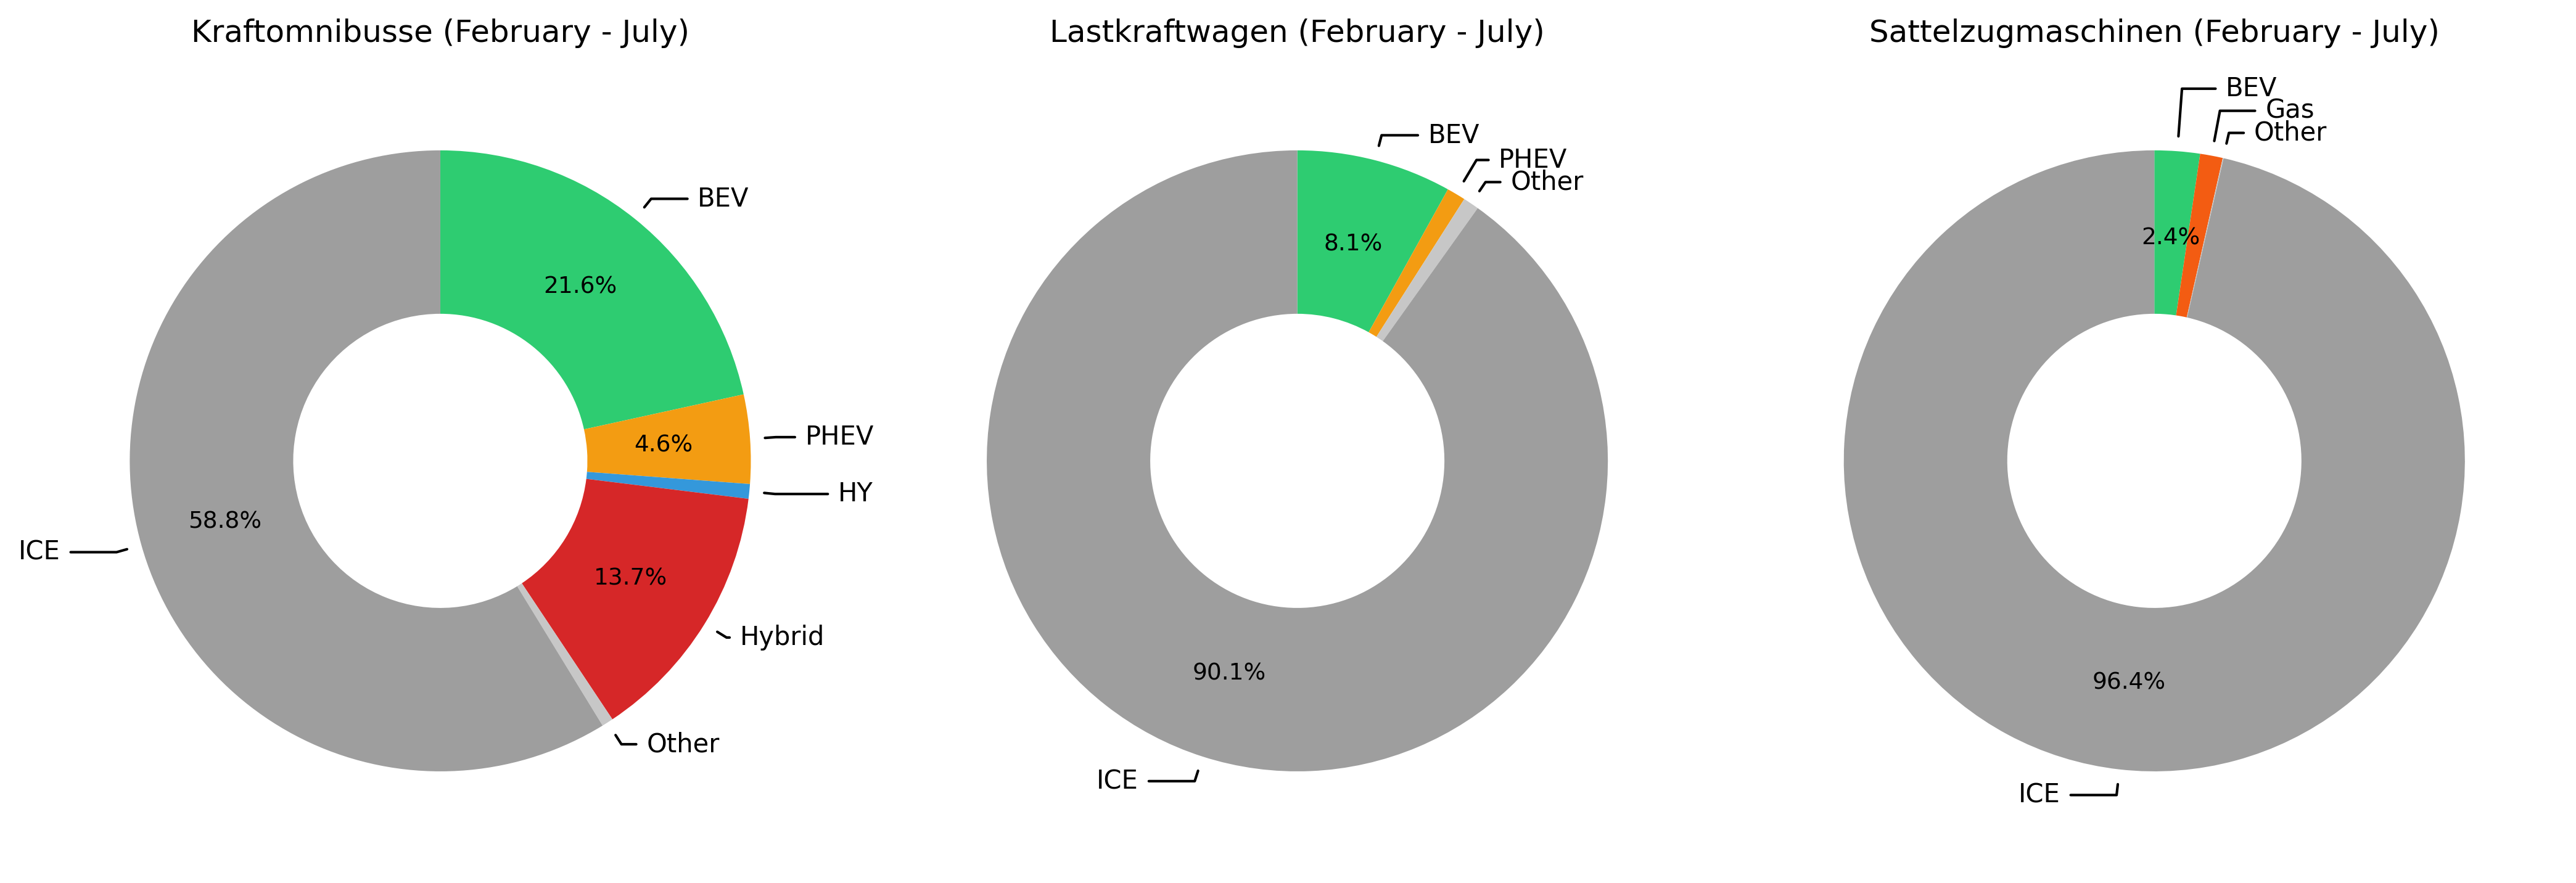 Kraftomnibusse (February - July)
BEV
21.6%
PHEV
4.6%
HY
58.8%
ICE
13.7%
Hybrid
Other
Lastkraftwagen (February - July)
BEV
PHEV
Other
8.1%
90.1%
ICE
Sattelzugmaschinen (February - July)
BEV
Gas
Other
2.4%
96.4%
ICE